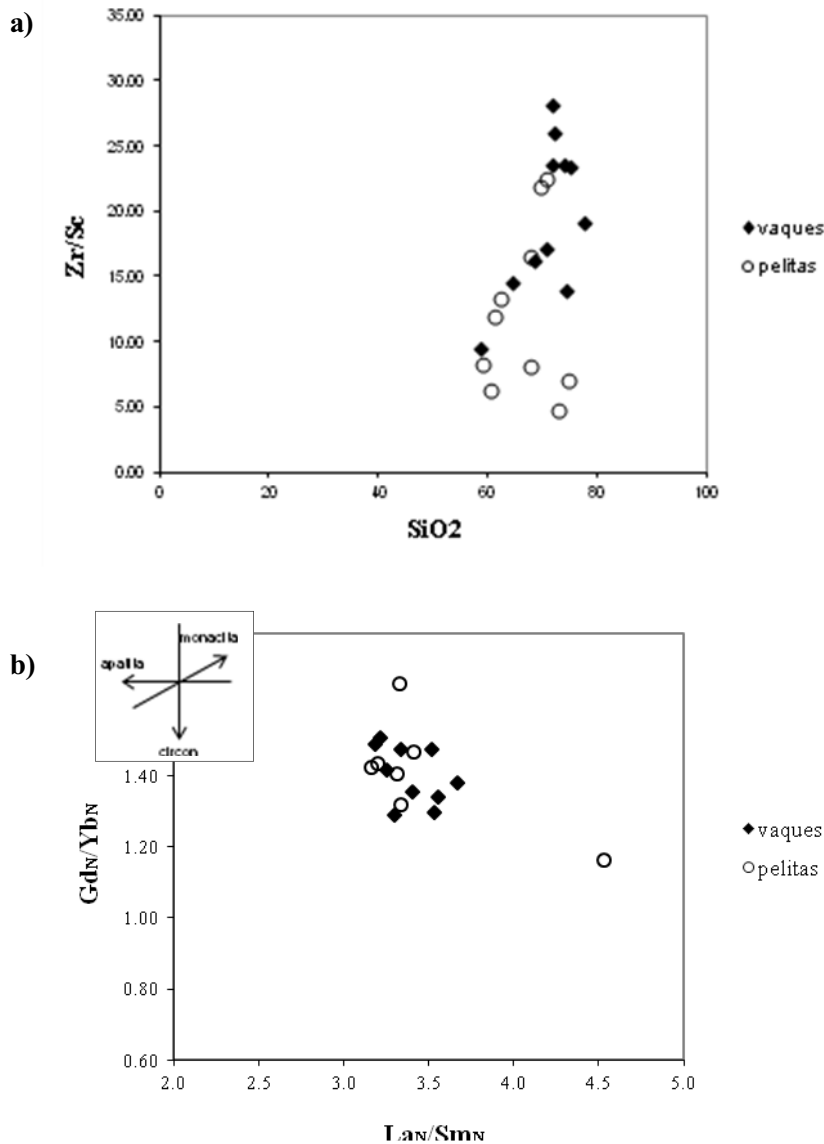 a)
35.00
30.00
25.00
20.00
15.00
10.00
5.00
0.00
Zr/Sc
0 20 40 60 80 100
SiO2
◆ vaques
○ pelitas
b)
monacita
apatita
circon
1.40
1.20
1.00
0.80
0.60
GdN/YbN
2.0 2.5 3.0 3.5 4.0 4.5 5.0
LaN/SmN
◆ vaques
○ pelitas